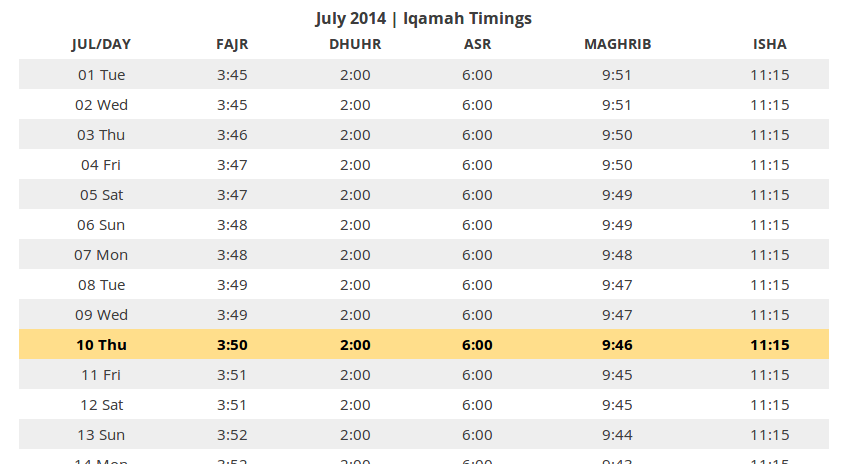 July 2014 | Iqamah Timings
JUL/DAY FAJR DHUHR ASR MAGHRIB ISHA
01 Tue 3:45 2:00 6:00 9:51 11:15
02 Wed 3:45 2:00 6:00 9:51 11:15
03 Thu 3:46 2:00 6:00 9:50 11:15
04 Fri 3:47 2:00 6:00 9:50 11:15
05 Sat 3:47 2:00 6:00 9:49 11:15
06 Sun 3:48 2:00 6:00 9:49 11:15
07 Mon 3:48 2:00 6:00 9:48 11:15
08 Tue 3:49 2:00 6:00 9:47 11:15
09 Wed 3:49 2:00 6:00 9:47 11:15
10 Thu 3:50 2:00 6:00 9:46 11:15
11 Fri 3:51 2:00 6:00 9:45 11:15
12 Sat 3:51 2:00 6:00 9:45 11:15
13 Sun 3:52 2:00 6:00 9:44 11:15
14 Mon 2:00 6:00 11:15